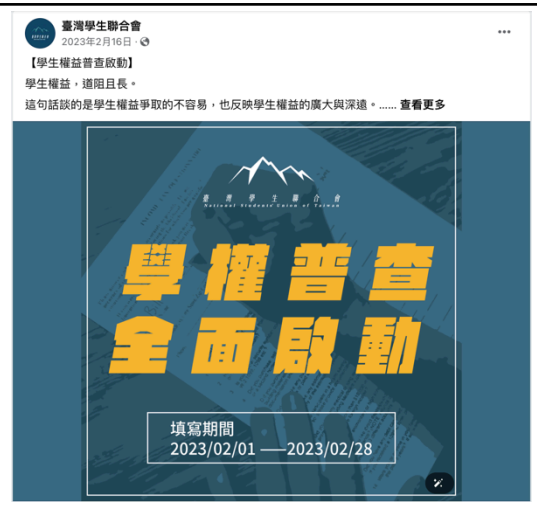 臺灣學生聯合會
2023年2月16日
【學生權益普查啟動】
學生權益，道阻且長。
這句話談的是學生權益爭取的不容易，也反映學生權益的廣大與深遠。...... 查看更多
臺灣學生聯合會
National Students' Union of Taiwan
學權普查
全面啟動
填寫期間
2023/02/01 ──2023/02/28